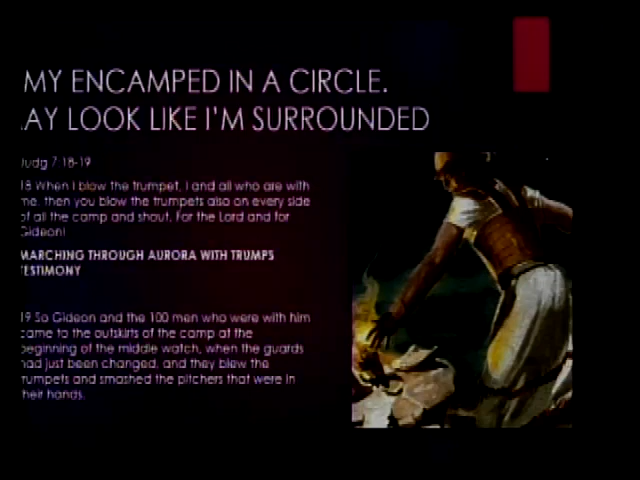 MY ENCAMPED IN A CIRCLE.
AY LOOK LIKE I'M SURROUNDED
Judg 7:18-19
18 When I blow the trumpet, I and all who are with
me, then you blow the trumpets also on every side
of all the camp and shout, For the Lord and for
Gideon!
MARCHING THROUGH AURORA WITH TRUMPS
TESTIMONY
19 So Gideon and the 100 men who were with him
came to the outskirts of the camp at the
beginning of the middle watch, when the guards
had just been changed, and they blew the
trumpets and smashed the pitchers that were in
their hands.